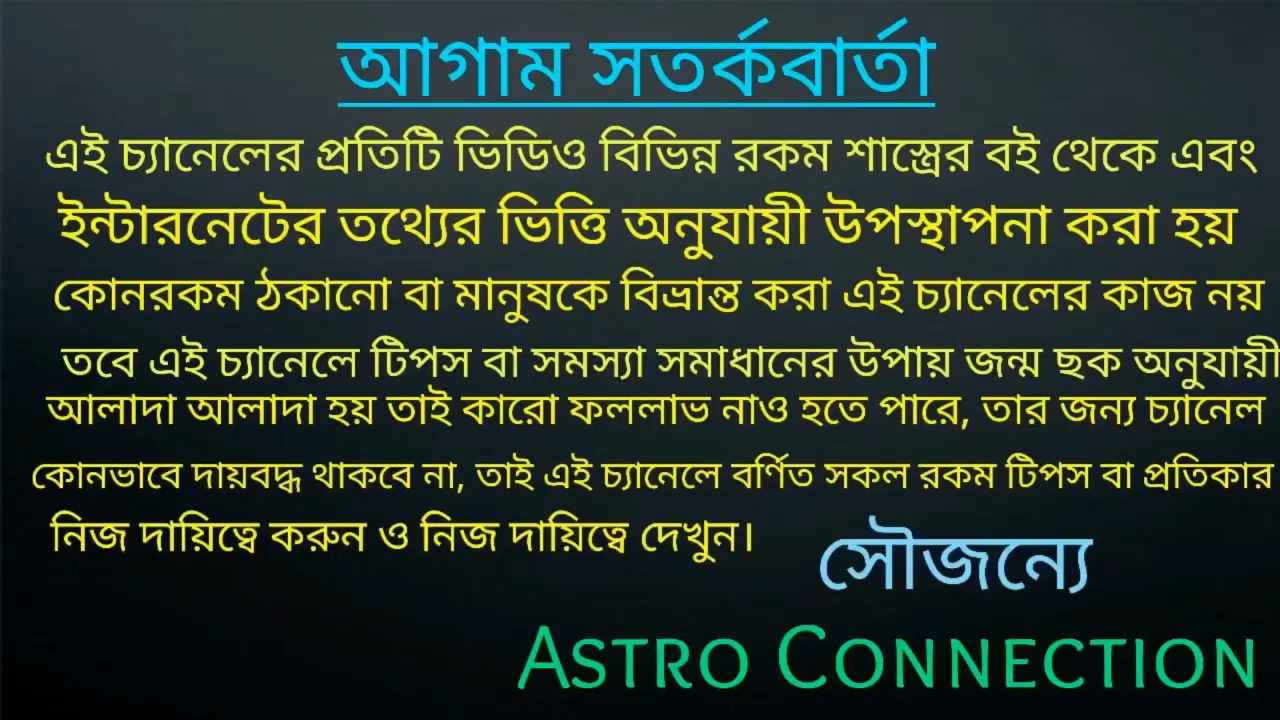 আগাম সতর্কবার্তা
এই চ্যানেলের প্রতিটি ভিডিও বিভিন্ন রকম শাস্ত্রের বই থেকে এবং
ইন্টারনেটের তথ্যের ভিত্তি অনুযায়ী উপস্থাপনা করা হয়
কোনরকম ঠকানো বা মানুষকে বিভ্রান্ত করা এই চ্যানেলের কাজ নয়
তবে এই চ্যানেলে টিপস বা সমস্যা সমাধানের উপায় জন্ম ছক অনুযায়ী
আলাদা আলাদা হয় তাই কারো ফললাভ নাও হতে পারে, তার জন্য চ্যানেল
কোনভাবে দায়বদ্ধ থাকবে না, তাই এই চ্যানেলে বর্ণিত সকল রকম টিপস বা প্রতিকার
নিজ দায়িত্বে করুন ও নিজ দায়িত্বে দেখুন।
সৌজন্যে
ASTRO CONNECTION